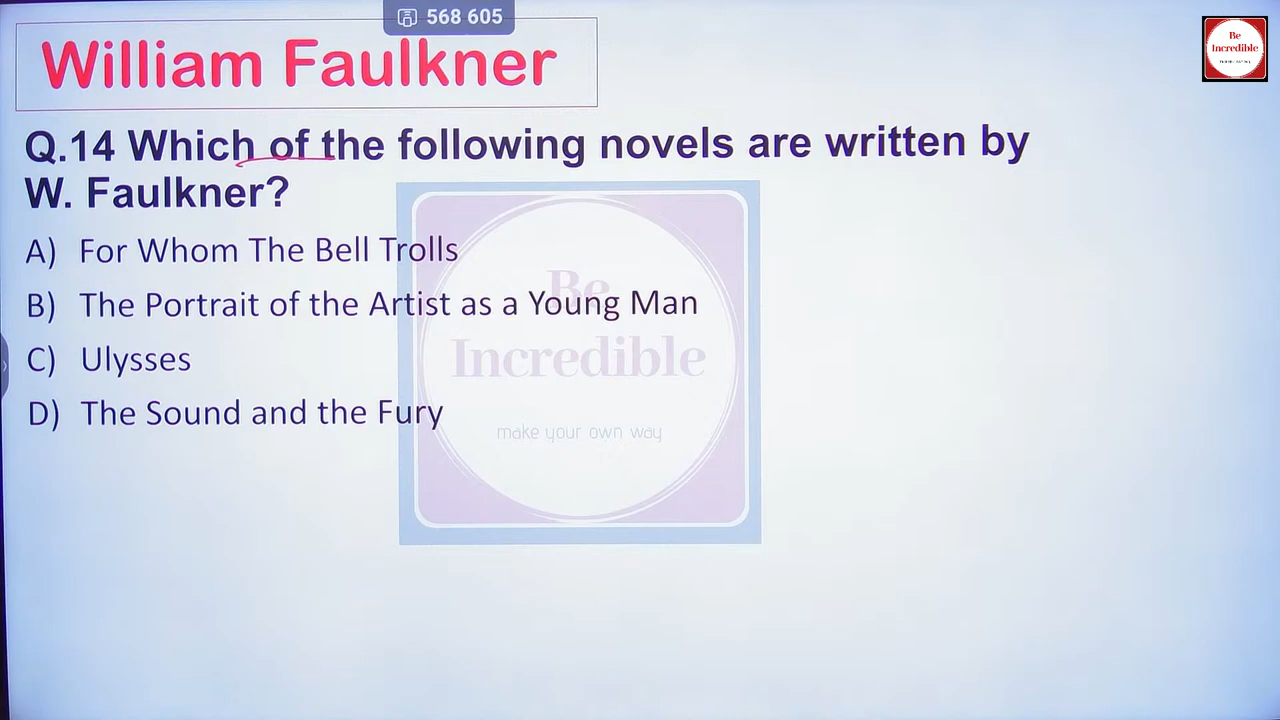 568 605
William Faulkner
Be
Incredible
Q.14 Which of the following novels are written by
W. Faulkner?
A) For Whom The Bell Trolls
B) The Portrait of the Artist as a Young Man
C) Ulysses
D) The Sound and the Fury
Be
Incredible
make your own way